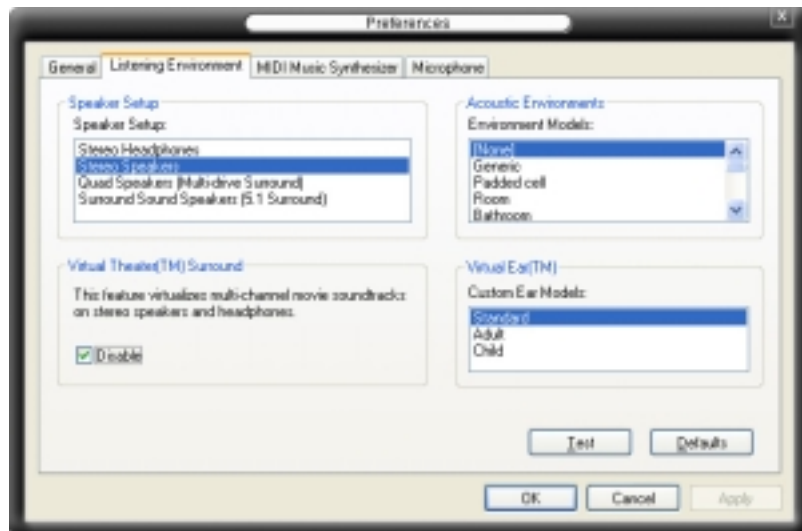 Preferences
X
General
Listening Environment
MIDI Music Synthesizer
Microphone
Speaker Setup
Speaker Setup:
Stereo Headphones
Stereo Speakers
Quad Speakers (Multi-drive Surround)
Surround Sound Speakers (5.1 Surround)
Acoustic Environments
Environment Models:
(None)
Generic
Padded cell
Room
Bathroom
Virtual Theater(TM) Surround
This feature virtualizes multi-channel movie soundtracks
on stereo speakers and headphones.
Disable
Virtual Ear(TM)
Custom Ear Models:
Standard
Adult
Child
Test
Defaults
OK
Cancel
Apply